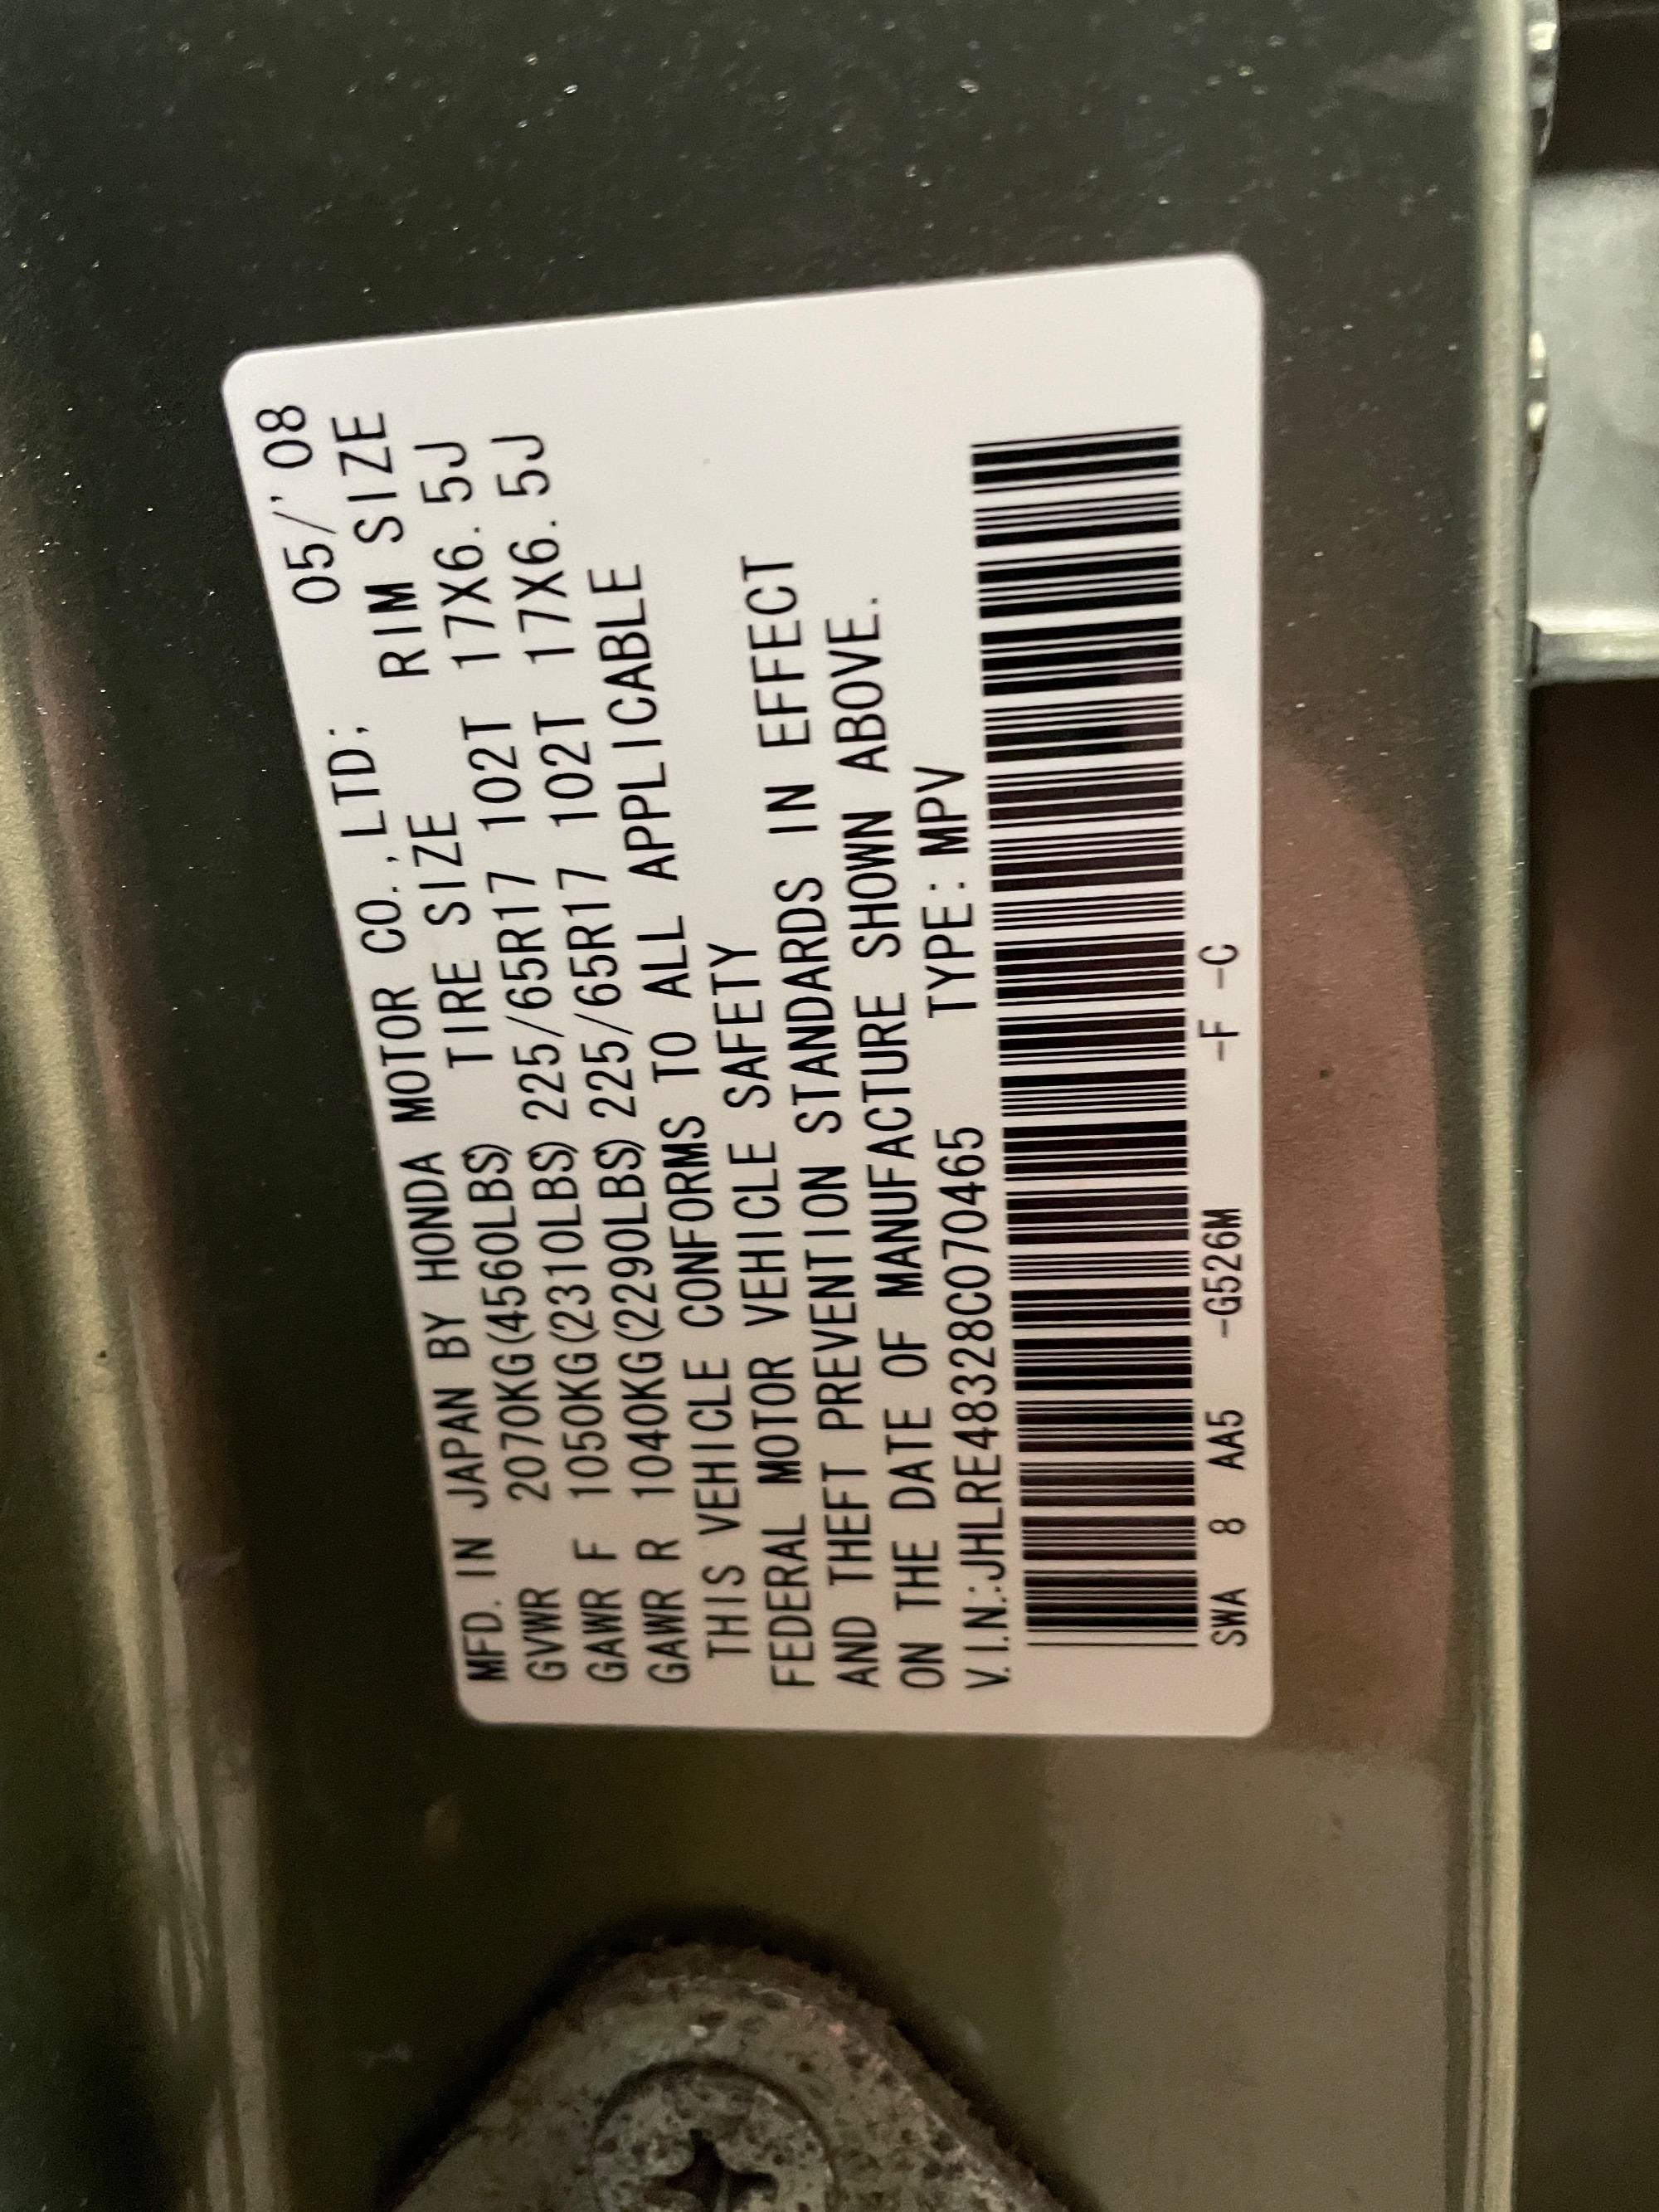 MFD. IN JAPAN BY HONDA MOTOR CO.,LTD; 05/'08
GVWR 2070KG(4560LBS) TIRE SIZE RIM SIZE
GAWR F 1050KG(2310LBS) 225/65R17 102T 17X6.5J
GAWR R 1040KG(2290LBS) 225/65R17 102T 17X6.5J
THIS VEHICLE CONFORMS TO ALL APPLICABLE
FEDERAL MOTOR VEHICLE SAFETY
AND THEFT PREVENTION STANDARDS IN EFFECT
ON THE DATE OF MANUFACTURE SHOWN ABOVE.
V.I.N.:JHLRE48328C070465 TYPE:MPV
SWA 8 AA5 -G526M -F -C